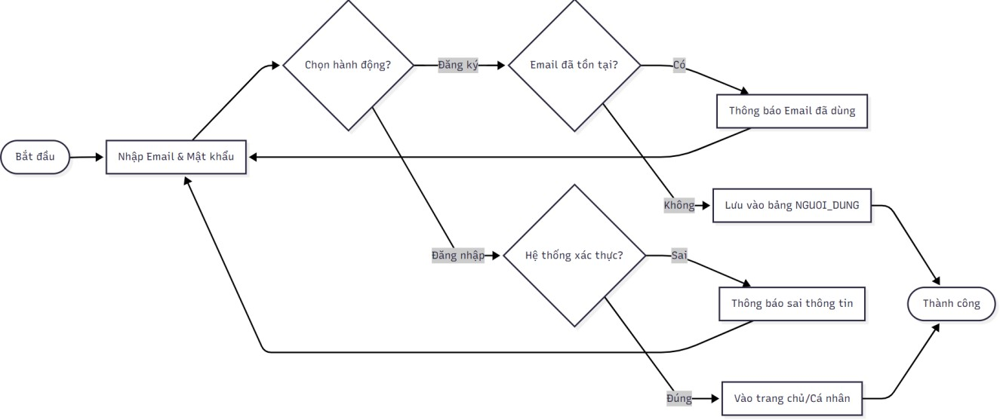 Chọn hành động?
Đăng ký
Email đã tồn tại?
Có
Thông báo Email đã dùng
Bắt đầu
Nhập Email & Mật khẩu
Không
Lưu vào bảng NGUOI_DUNG
Đăng nhập
Hệ thống xác thực?
Sai
Thông báo sai thông tin
Thành công
Đúng
Vào trang chủ/Cá nhân